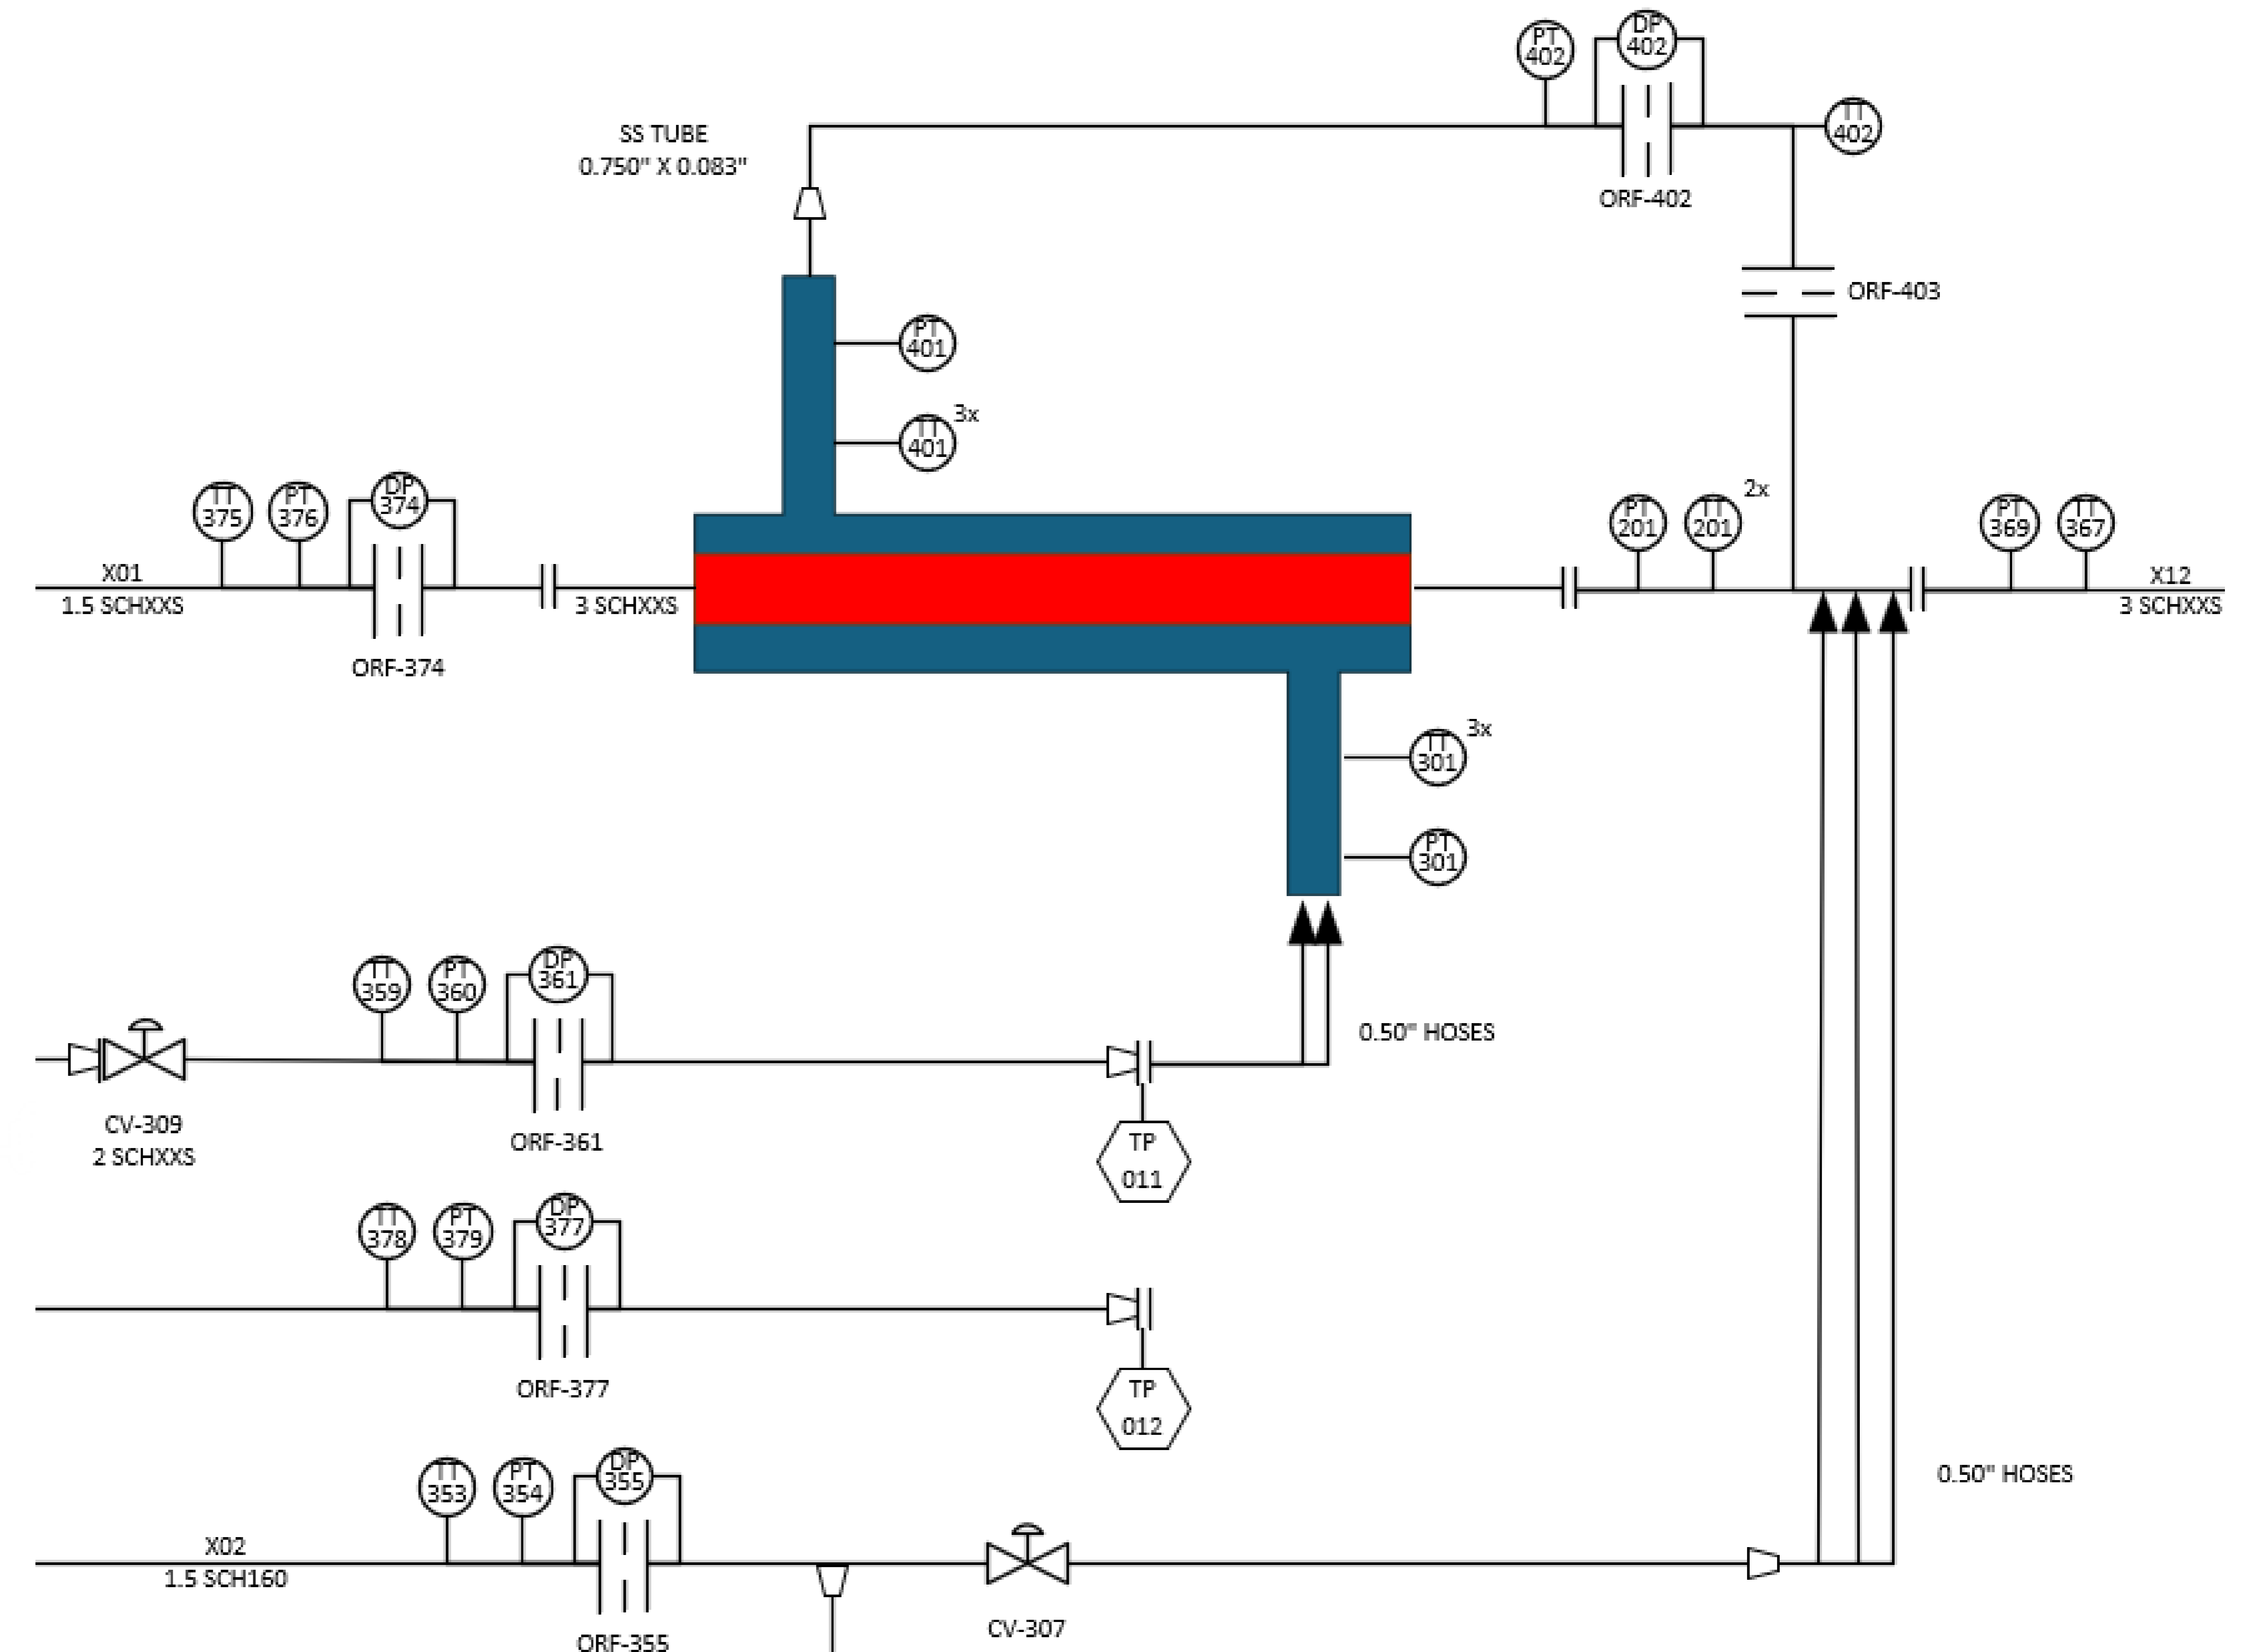 PT
402
DP
402
TT
402
SS TUBE
0.750" X 0.083"
ORF-402
ORF-403
PT
401
3x
TT
401
TT
375
PT
376
DP
374
2x
PT
201
TT
201
PT
369
TT
367
X01
1.5 SCHXXS
3 SCHXXS
X12
3 SCHXXS
ORF-374
3x
TT
301
PT
301
TT
359
PT
360
DP
361
0.50" HOSES
CV-309
2 SCHXXS
ORF-361
TP
011
TT
378
PT
379
DP
377
ORF-377
TP
012
TT
353
PT
354
DP
355
0.50" HOSES
X02
1.5 SCH160
CV-307
ORF-355